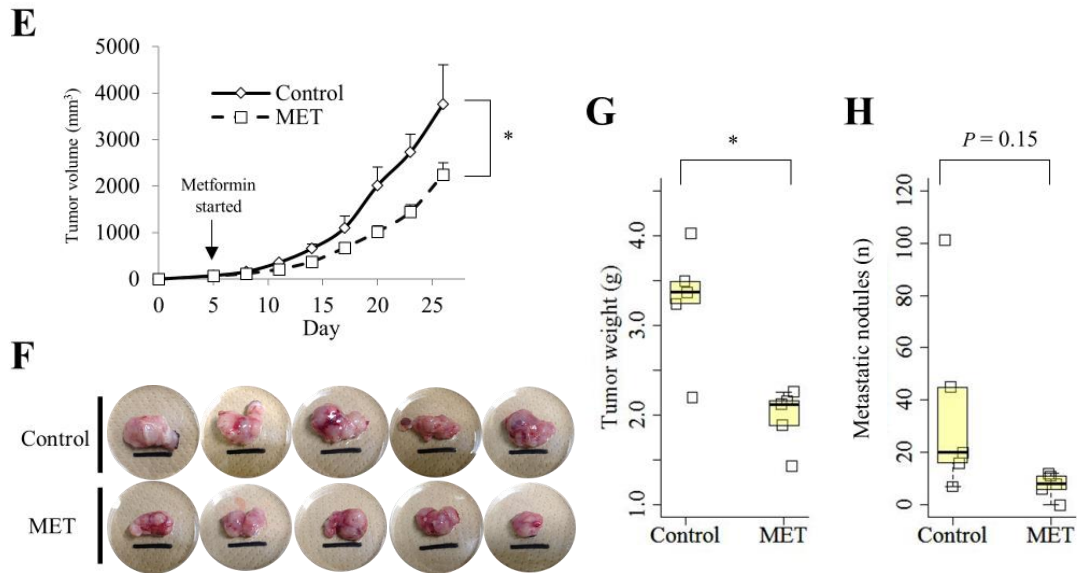 E
Tumor volume (mm³)
5000
4000
3000
2000
1000
0
Control
MET
*
Metformin
started
0 5 10 15 20 25
Day
F
Control
MET
G
*
Tumor weight (g)
4.0
3.0
2.0
1.0
Control MET
H
P = 0.15
Metastatic nodules (n)
120
100
80
60
40
20
0
Control MET